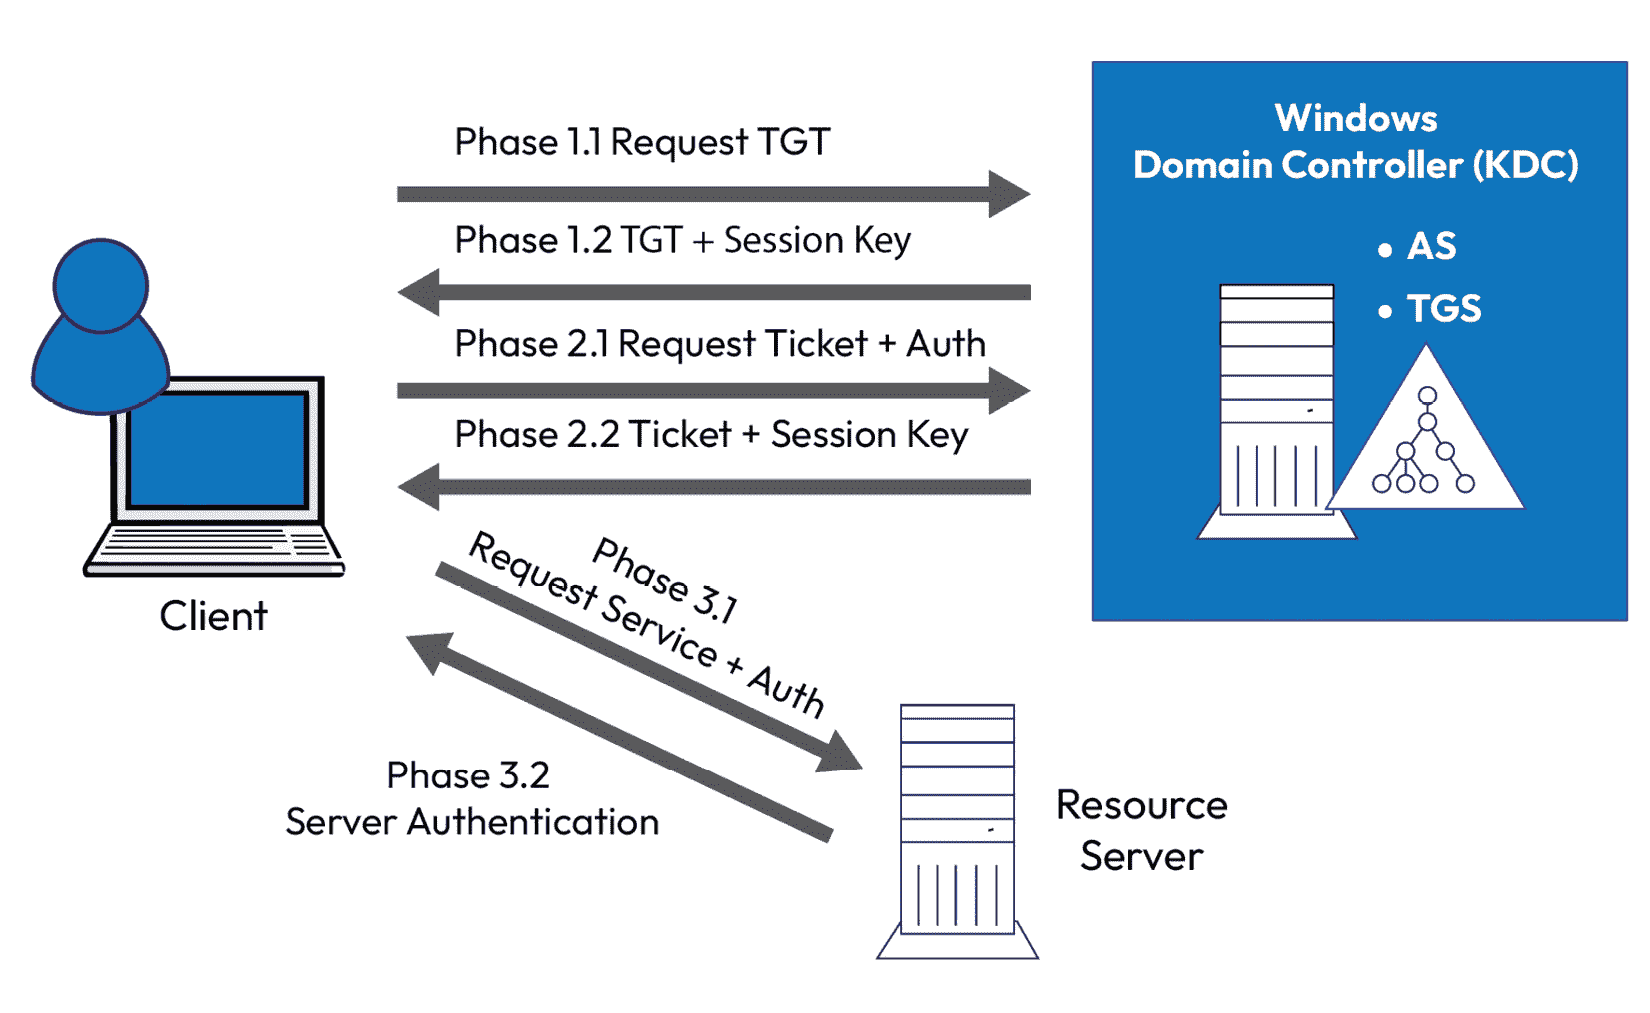 Windows
Domain Controller (KDC)
• AS
• TGS
Phase 1.1 Request TGT
Phase 1.2 TGT + Session Key
Phase 2.1 Request Ticket + Auth
Phase 2.2 Ticket + Session Key
Phase 3.1
Request Service + Auth
Phase 3.2
Server Authentication
Client
Resource
Server